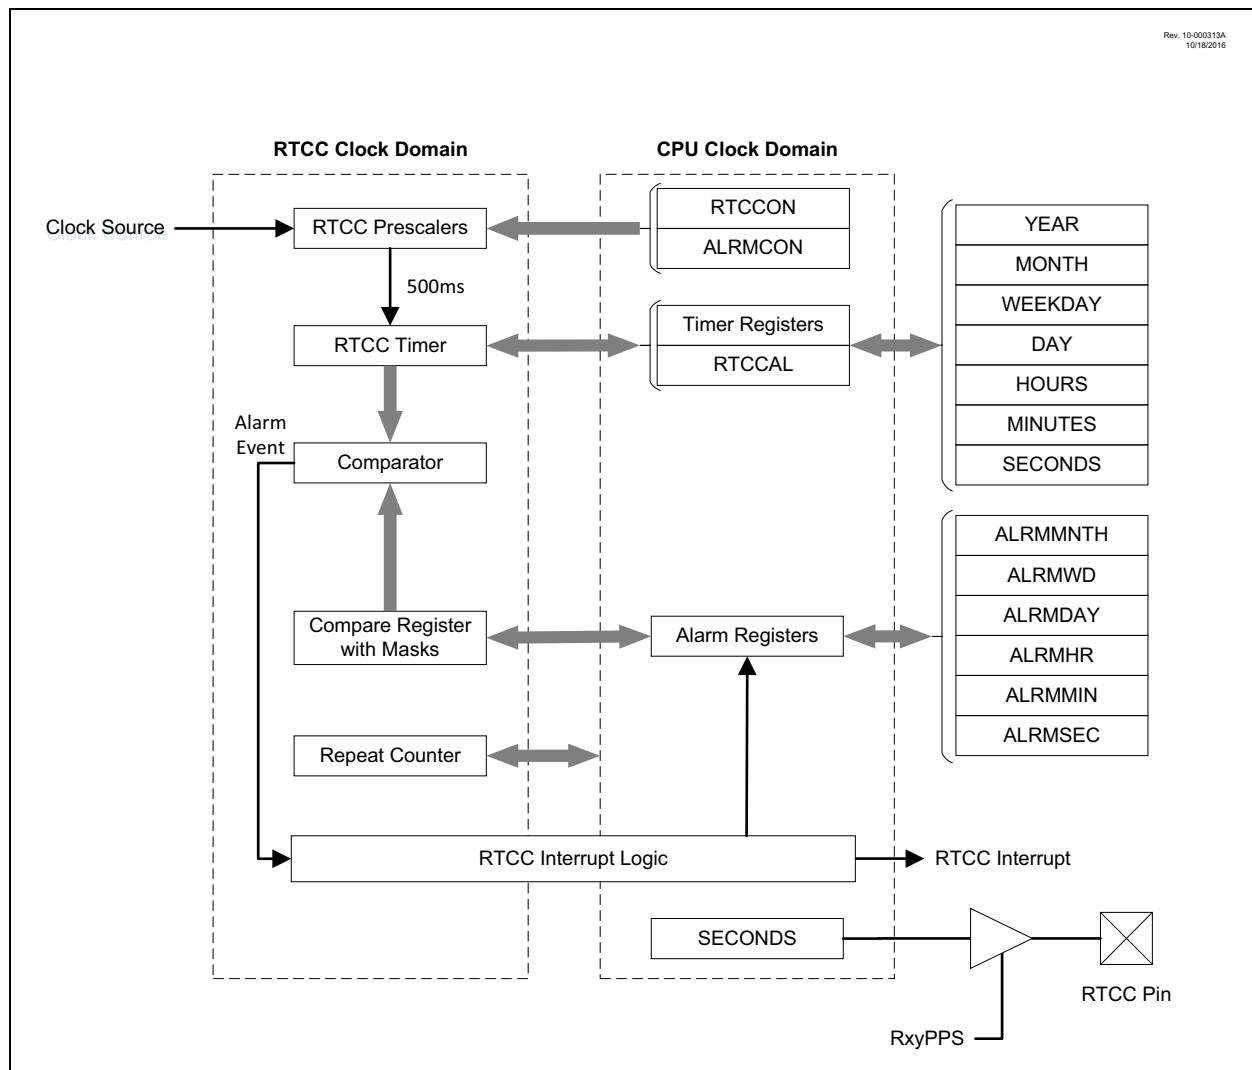 Rev. 10-000313A
10/18/2016
RTCC Clock Domain
CPU Clock Domain
Clock Source
RTCC Prescalers
RTCCON
ALRMCON
500ms
RTCC Timer
Timer Registers
RTCCAL
YEAR
MONTH
WEEKDAY
DAY
HOURS
MINUTES
SECONDS
Alarm
Event
Comparator
Compare Register
with Masks
Alarm Registers
ALRMMNTH
ALRMWD
ALRMDAY
ALRMHR
ALRMMIN
ALRMSEC
Repeat Counter
RTCC Interrupt Logic
RTCC Interrupt
SECONDS
RTCC Pin
RxyPPS